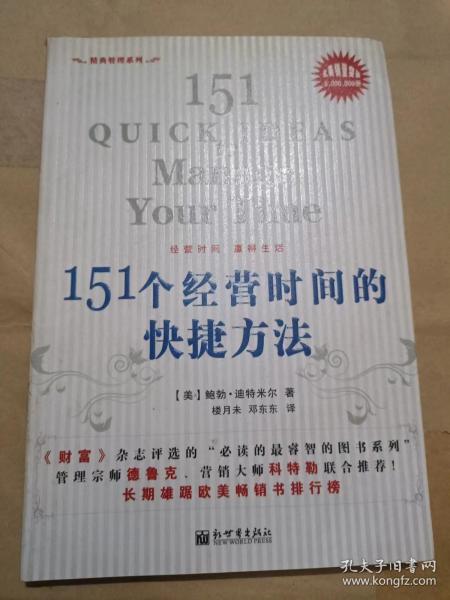 精典管理系列
151
QUICK IDEAS
to
Manage
Your Time
经营时间 赢得生活
151个经营时间的
快捷方法
【美】鲍勃·迪特米尔 著
楼月未 邓东东 译
《财富》杂志评选的“必读的最睿智的图书系列”
管理宗师德鲁克、营销大师科特勒联合推荐！
长期雄踞欧美畅销书排行榜
新世界出版社
NEW WORLD PRESS
孔夫子旧书网
www.kongfz.com